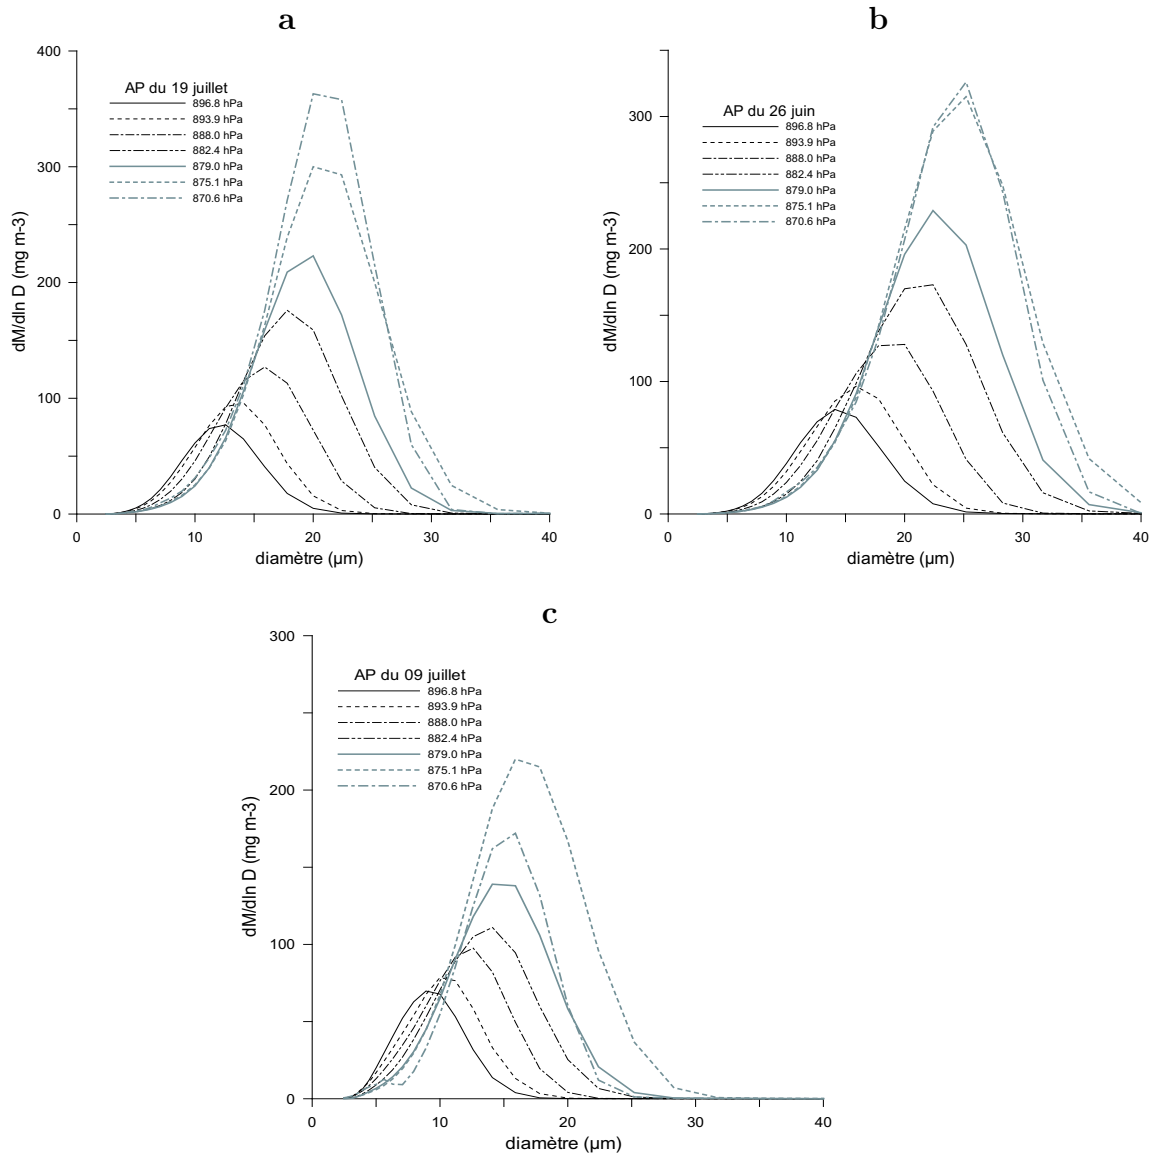 a
400
300
200
100
0
dM/dln D (mg m-3)
AP du 19 juillet
896.8 hPa
893.9 hPa
888.0 hPa
882.4 hPa
879.0 hPa
875.1 hPa
870.6 hPa
0 10 20 30 40
diamètre (µm)
b
300
200
100
0
dM/dln D (mg m-3)
AP du 26 juin
896.8 hPa
893.9 hPa
888.0 hPa
882.4 hPa
879.0 hPa
875.1 hPa
870.6 hPa
0 10 20 30 40
diamètre (µm)
c
300
200
100
0
dM/dln D (mg m-3)
AP du 09 juillet
896.8 hPa
893.9 hPa
888.0 hPa
882.4 hPa
879.0 hPa
875.1 hPa
870.6 hPa
0 10 20 30 40
diamètre (µm)